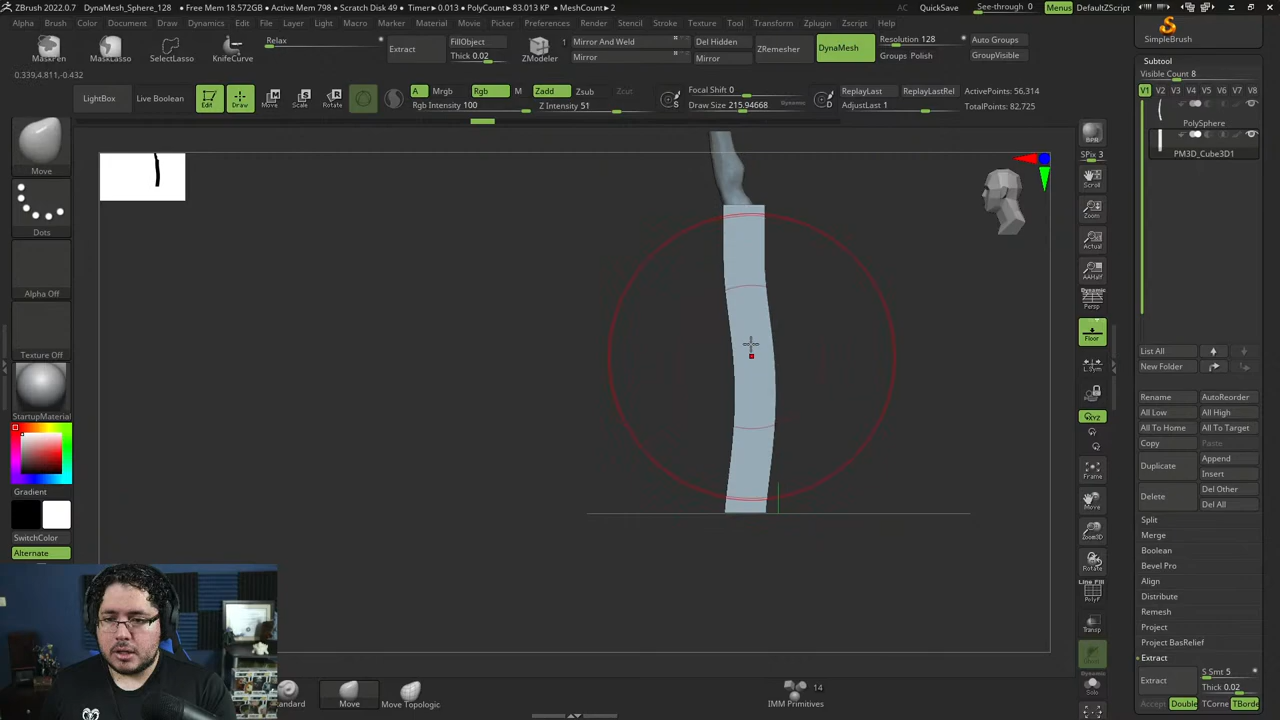 ZBrush 2022.0.7 DynaMesh_Sphere_128 • Free Mem 18.572GB • Active Mem 798 • Scratch Disk 49 • Timer▸0.013 • PolyCount▸83.013 KP • MeshCount▸2
AC QuickSave See-through 0 Menus DefaultZScript
Alpha Brush Color Document Draw Dynamics Edit File Layer Light Macro Marker Material Movie Picker Preferences Render Stencil Stroke Surface Texture Tool Transform Zplugin Zscript Help
MaskPen MaskLasso SelectLasso KnifeCurve
Relax
Extract
FillObject 1
Thick 0.02
ZModeler
Mirror And Weld
Mirror
Del Hidden
Mirror
ZRemesher
DynaMesh
Resolution 128
Groups Polish
Auto Groups
GroupVisible
SimpleBrush
0.339,4.811,-0.432
LightBox Live Boolean
Edit Draw Move Scale Rotate
A Mrgb Rgb M Zadd Zsub Zcut
Rgb Intensity 100 Z Intensity 51
Focal Shift 0
Draw Size 215.94668 Dynamic
S D
ReplayLast ReplayLastRel
AdjustLast 1
ActivePoints: 56,314
TotalPoints: 82,725
Move
Dots
Alpha Off
Texture Off
StartupMaterial
Gradient
SwitchColor
Alternate
BPR
SPix 3
Scroll
Zoom
Actual
AAHalf
Dynamic
Persp
Floor
L.Sym
XYZ
Frame
Move
Zoom3D
Rotate
Line Fill
PolyF
Transp
Solo
Subtool
Visible Count 8
V1 V2 V3 V4 V5 V6 V7 V8
PolySphere
PM3D_Cube3D1
List All
New Folder
Rename AutoReorder
All Low All High
All To Home All To Target
Copy Paste
Duplicate Append
Insert
Delete Del Other
Del All
Split
Merge
Boolean
Bevel Pro
Align
Distribute
Remesh
Project
Project BasRelief
Extract
Extract S Smt 5
Thick 0.02
Accept Double TCorne TBorde
Standard Move Move Topologic
14
IMM Primitives